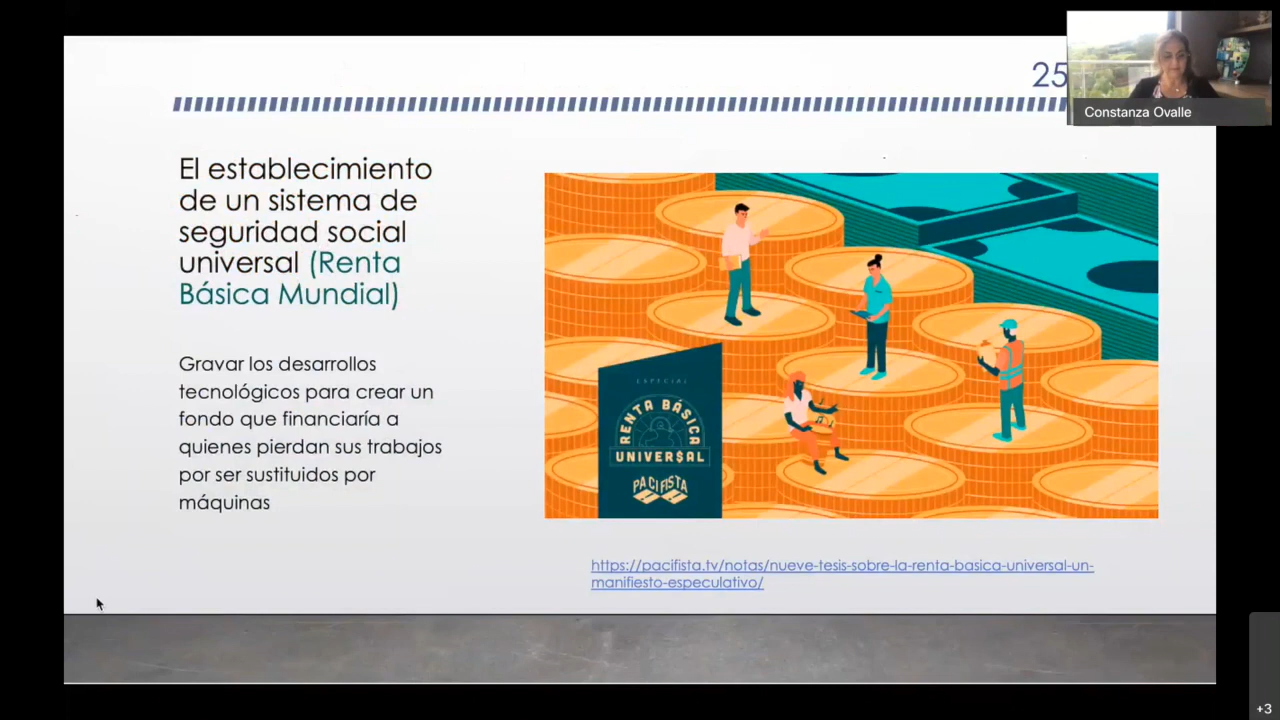 25
Constanza Ovalle
El establecimiento
de un sistema de
seguridad social
universal (Renta
Básica Mundial)
Gravar los desarrollos
tecnológicos para crear un
fondo que financiaría a
quienes pierdan sus trabajos
por ser sustituidos por
máquinas
ESPECIAL
RENTA BÁSICA
UNIVER$AL
PACIFISTA
https://pacifista.tv/notas/nueve-tesis-sobre-la-renta-basica-universal-un-
manifiesto-especulativo/
+3